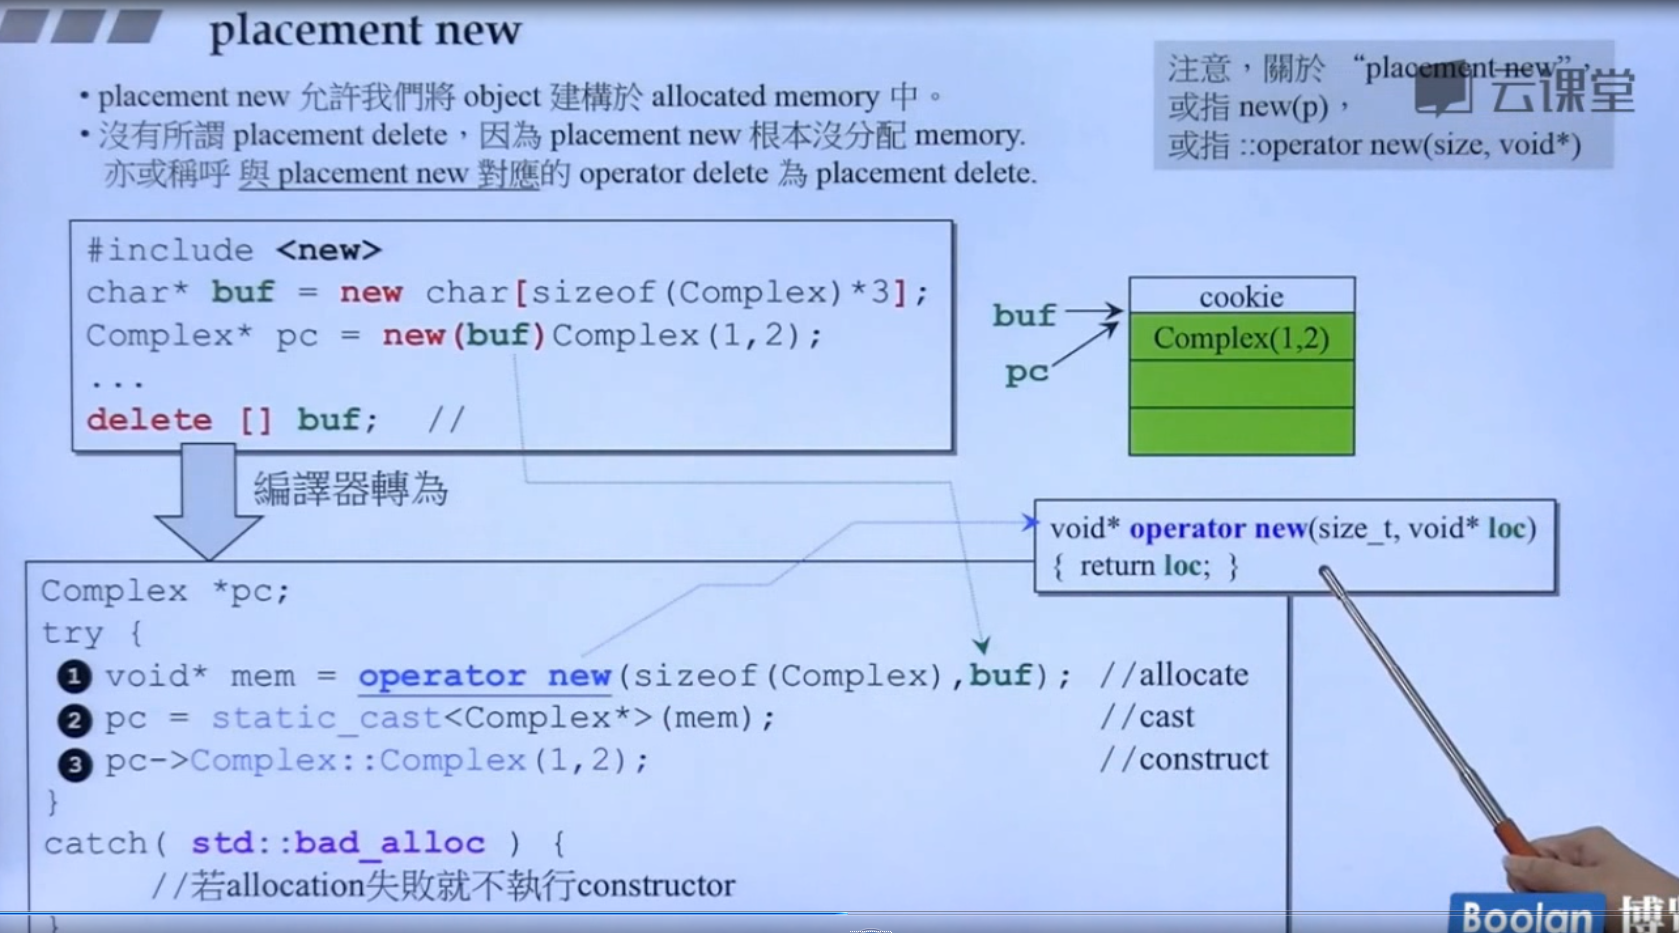 placement new
• placement new 允許我們將 object 建構於 allocated memory 中。
• 沒有所謂 placement delete，因為 placement new 根本沒分配 memory.
亦或稱呼 與 placement new 對應的 operator delete 為 placement delete.
注意，關於 “placement new”，
或指 new(p)，
或指 ::operator new(size, void*)
云课堂
#include <new>
char* buf = new char[sizeof(Complex)*3];
Complex* pc = new(buf)Complex(1,2);
...
delete [] buf; //
buf
pc
cookie
Complex(1,2)
編譯器轉為
void* operator new(size_t, void* loc)
{ return loc; }
Complex *pc;
try {
1 void* mem = operator new(sizeof(Complex),buf); //allocate
2 pc = static_cast<Complex*>(mem); //cast
3 pc->Complex::Complex(1,2); //construct
}
catch( std::bad_alloc ) {
//若allocation失敗就不執行constructor
}
Boolan 博